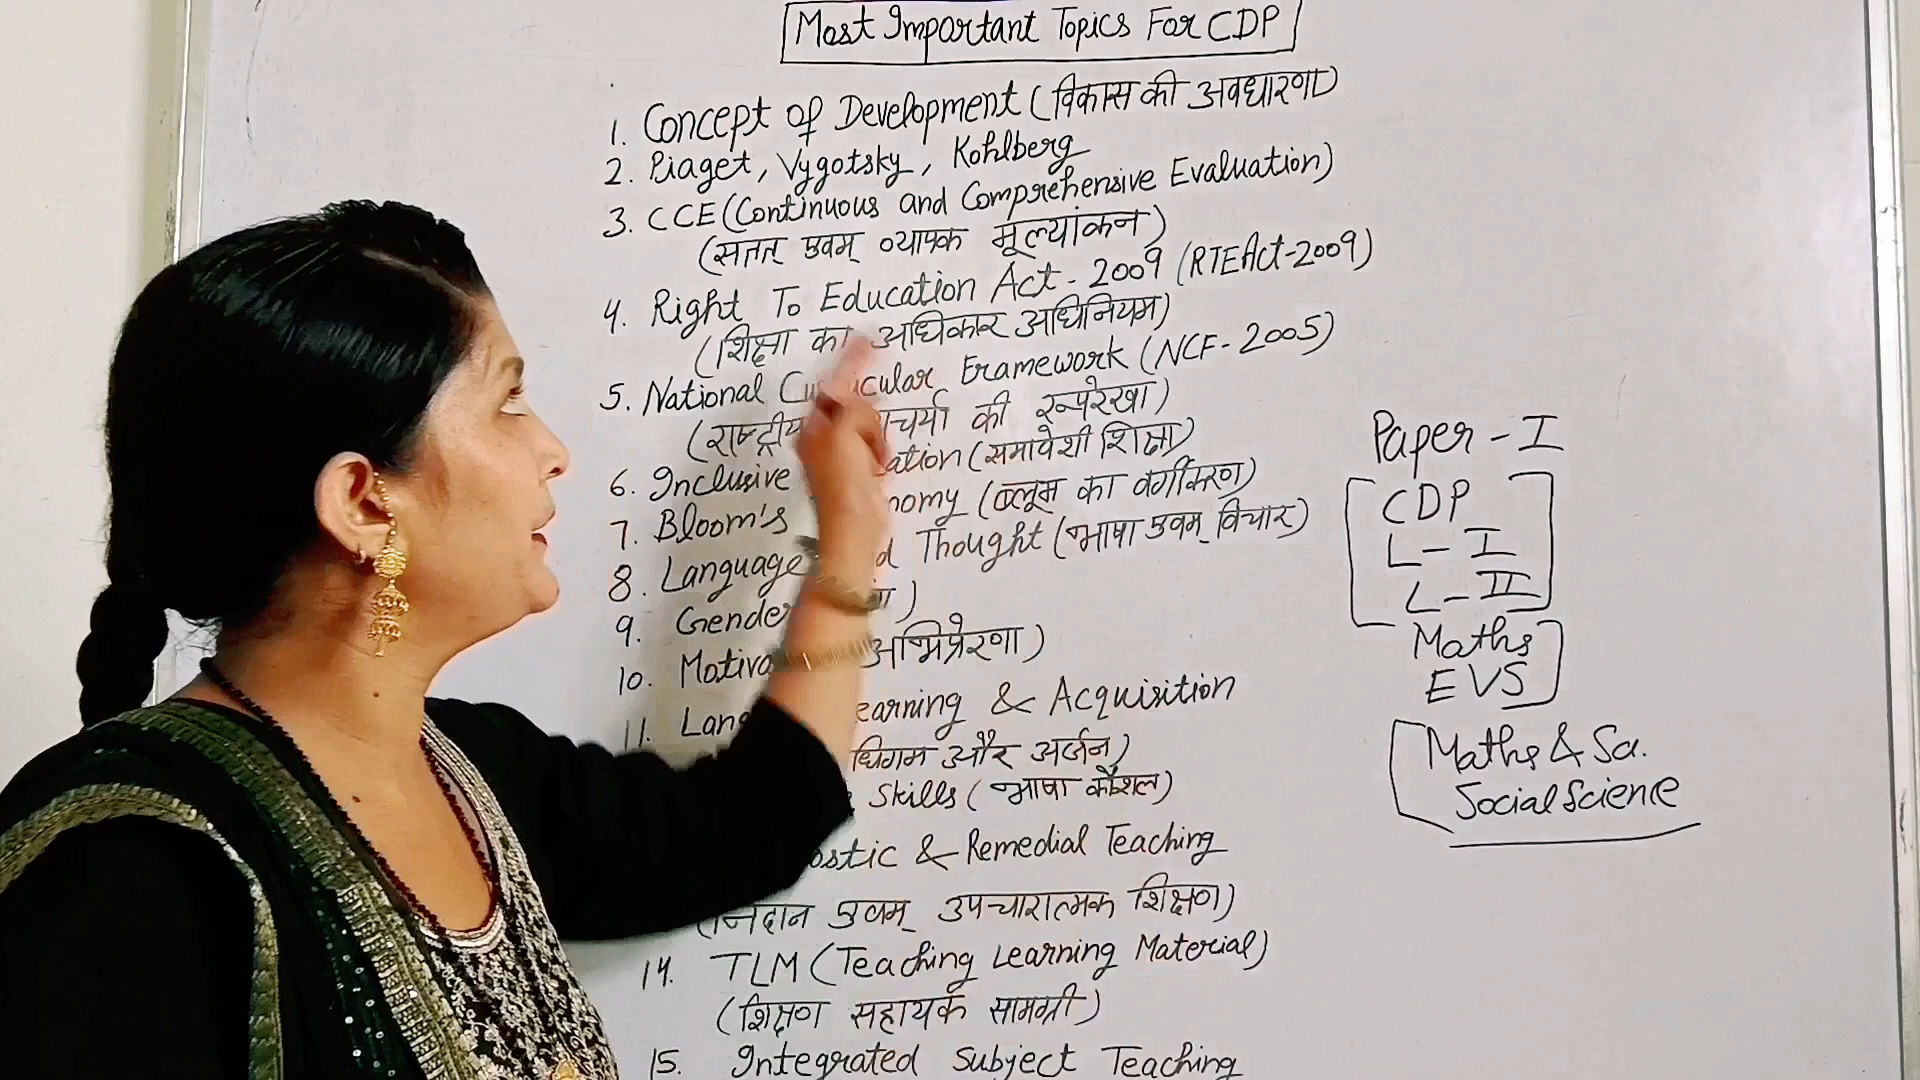 Most Important Topics For CDP
1. Concept of Development (विकास की अवधारणा)
2. Piaget, Vygotsky, Kohlberg
3. CCE (Continuous and Comprehensive Evaluation)
(सतत् एवम् व्यापक मूल्यांकन)
4. Right To Education Act - 2009 (RTE Act-2009)
(शिक्षा का अधिकार अधिनियम)
5. National Curricular Framework (NCF-2005)
(राष्ट्रीय की रूपरेखा)
6. Inclusive (समावेशी शिक्षा)
7. Bloom's (ब्लूम का वर्गीकरण)
8. Language Thought (भाषा एवम् विचार)
9. Gender
10. अभिप्रेरणा)
11. & Acquisition
और अर्जन)
Skills (भाषा कौशल)
& Remedial Teaching
एवम् उपचारात्मक शिक्षण)
14. TLM (Teaching Learning Material)
(शिक्षण सहायक सामग्री)
15. Integrated Subject Teaching
Paper - I
CDP
L - I
L - II
Maths
EVS
Maths & Sc.
Social Science